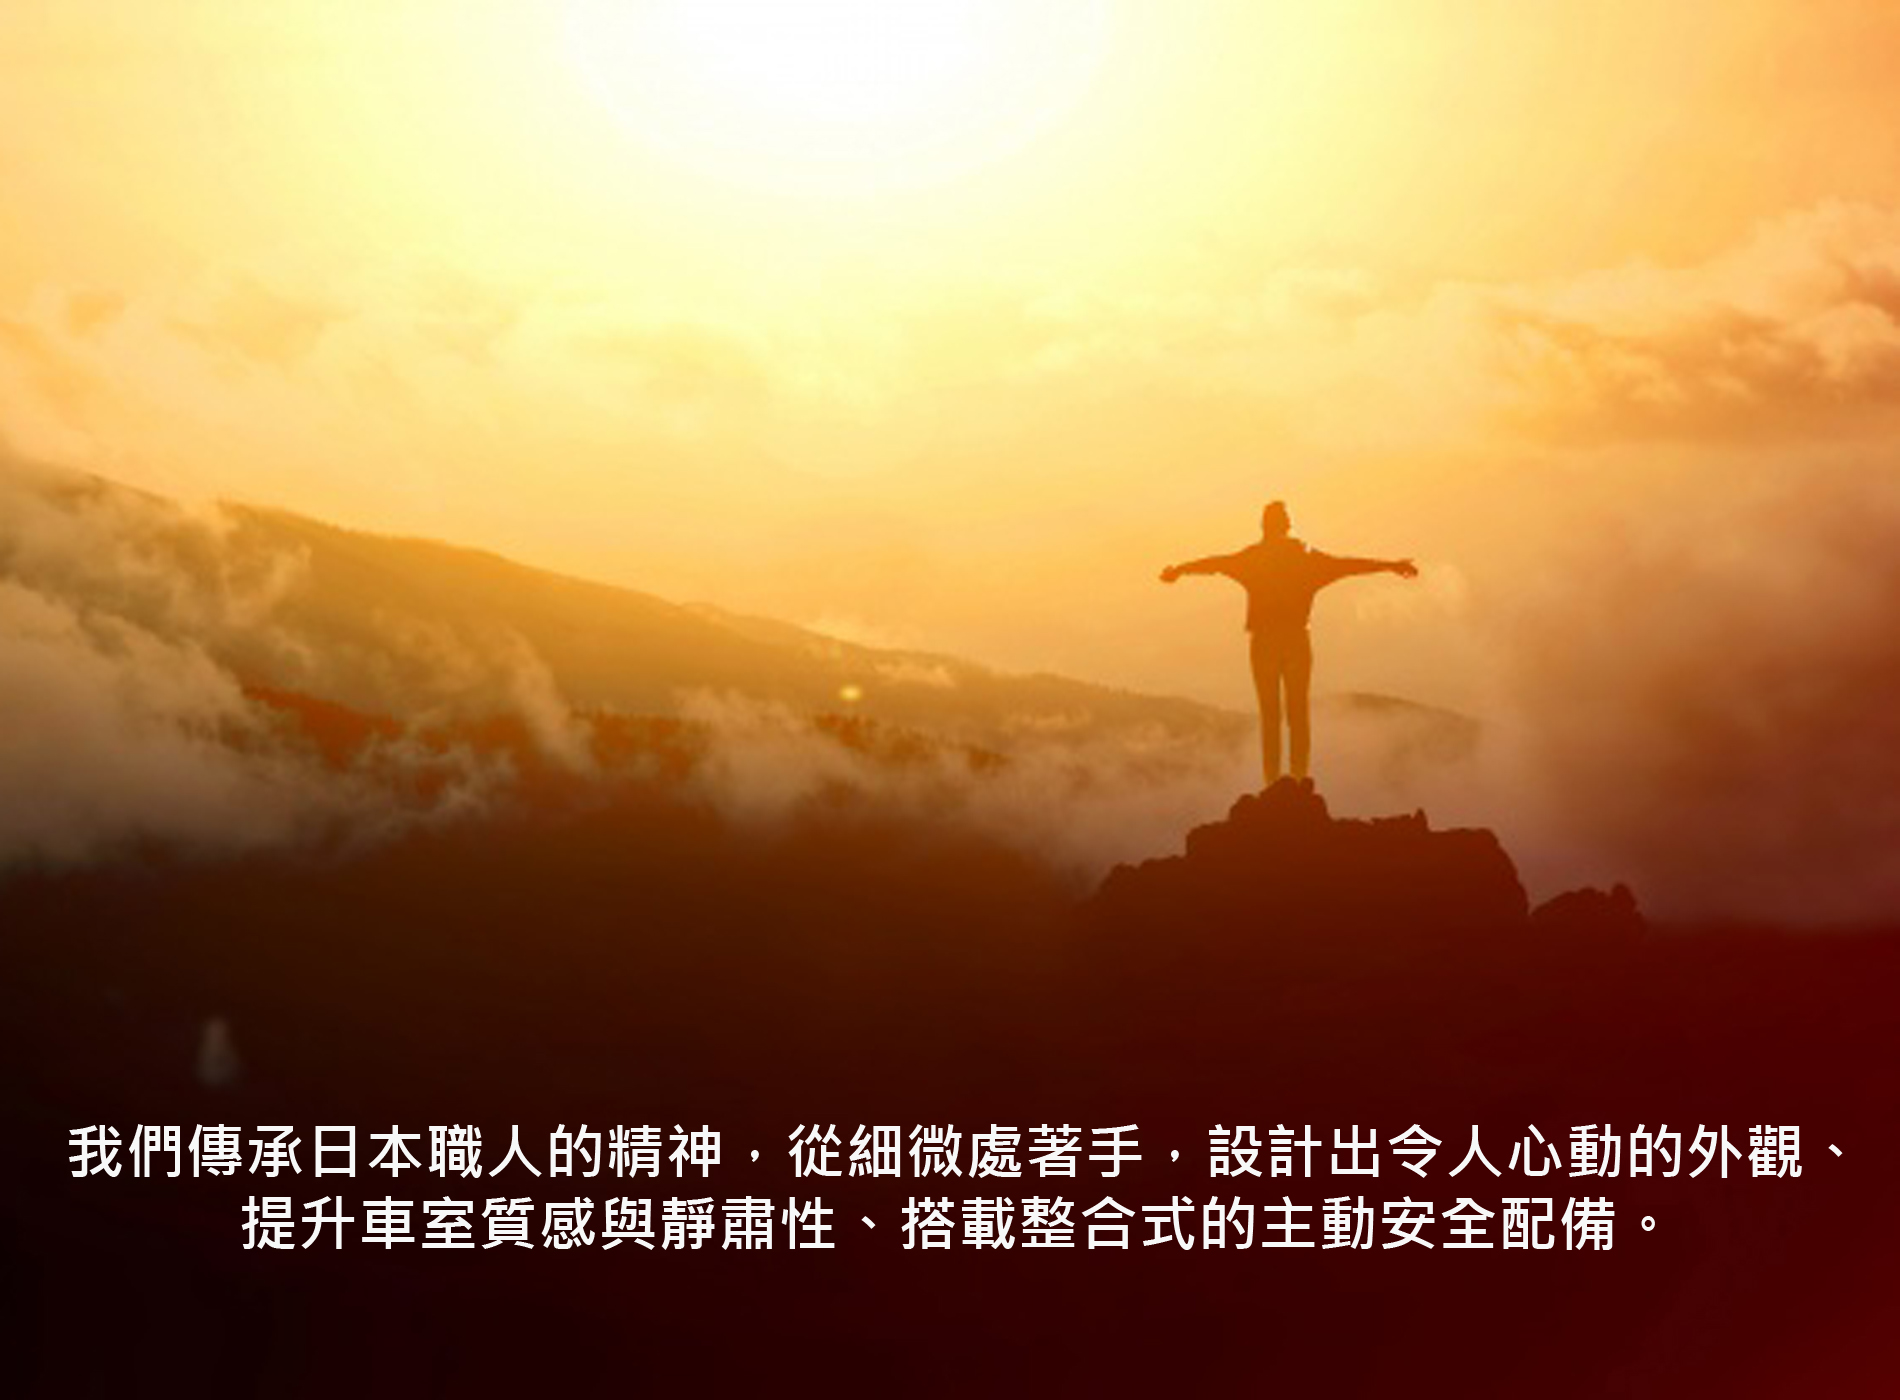 我們傳承日本職人的精神，從細微處著手，設計出令人心動的外觀、
提升車室質感與靜肅性、搭載整合式的主動安全配備。